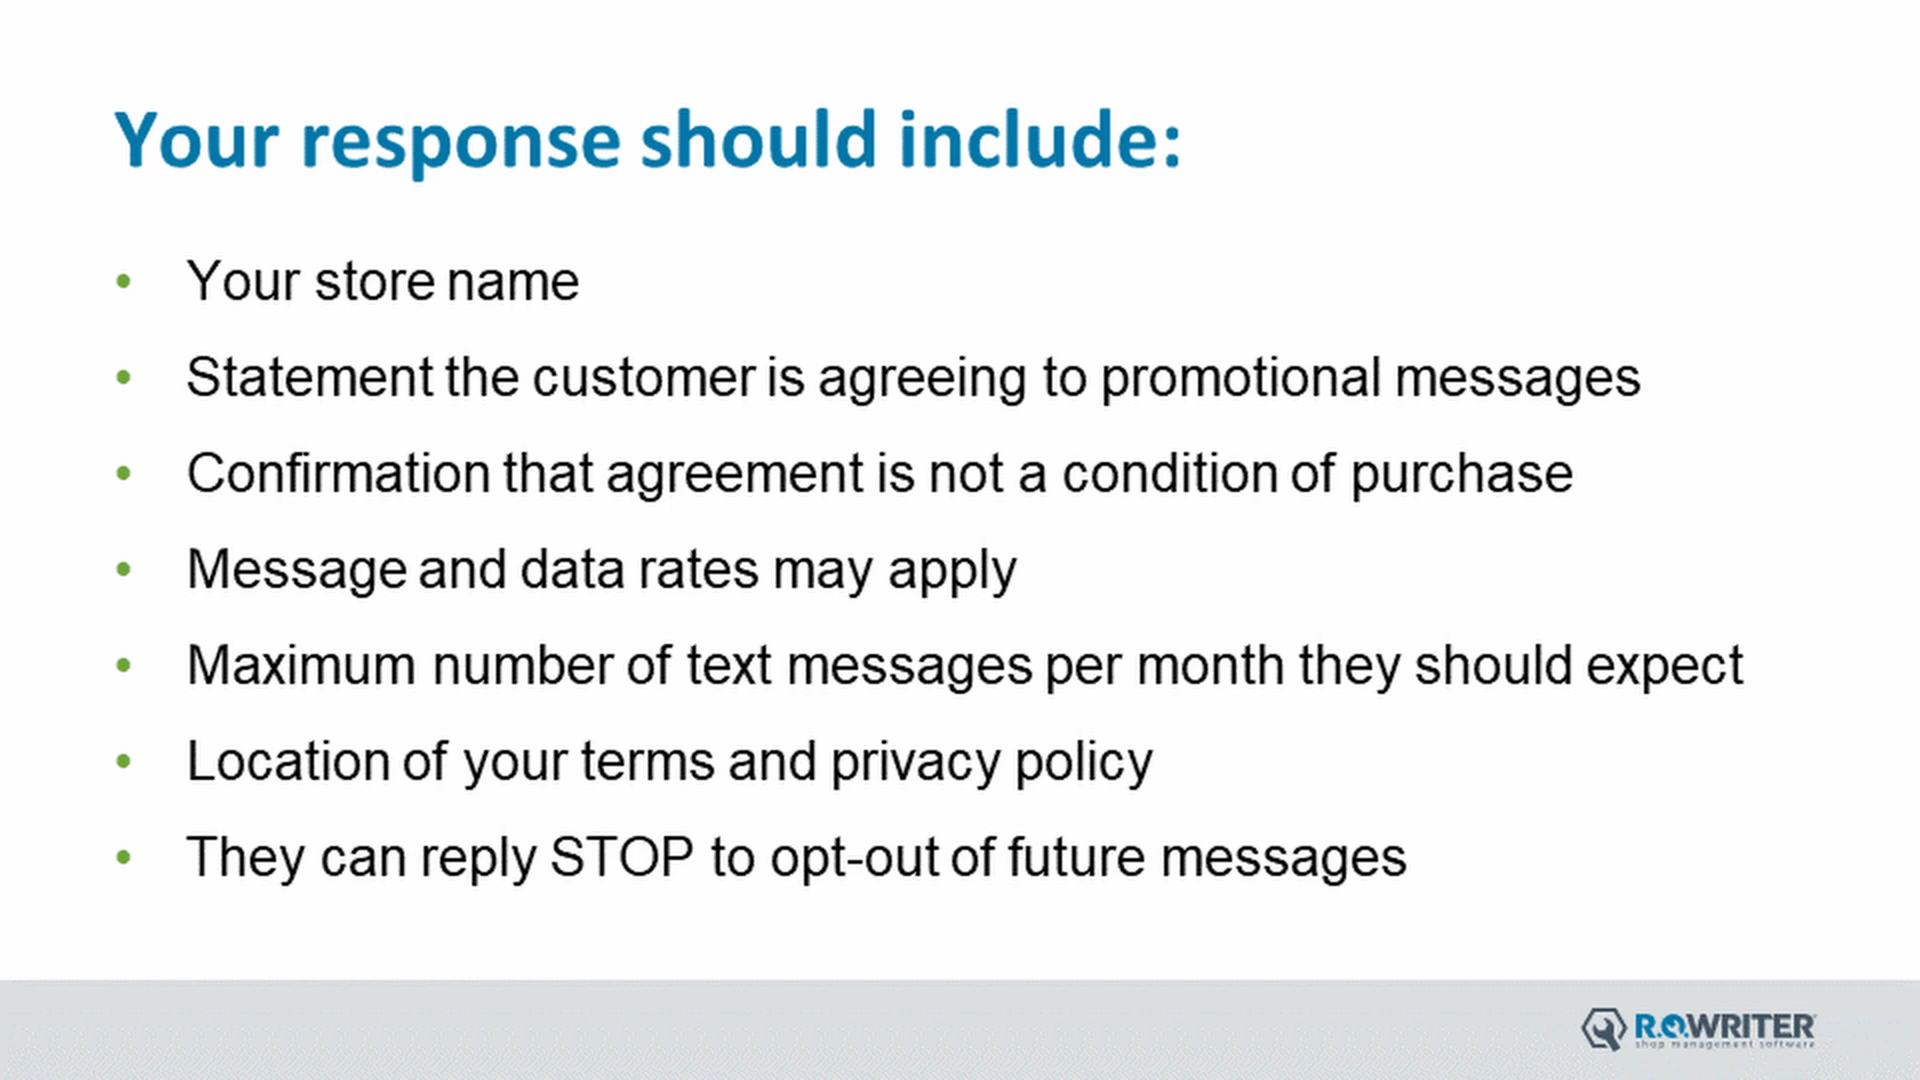 Your response should include:
• Your store name
• Statement the customer is agreeing to promotional messages
• Confirmation that agreement is not a condition of purchase
• Message and data rates may apply
• Maximum number of text messages per month they should expect
• Location of your terms and privacy policy
• They can reply STOP to opt-out of future messages
R.O.WRITER
shop management software